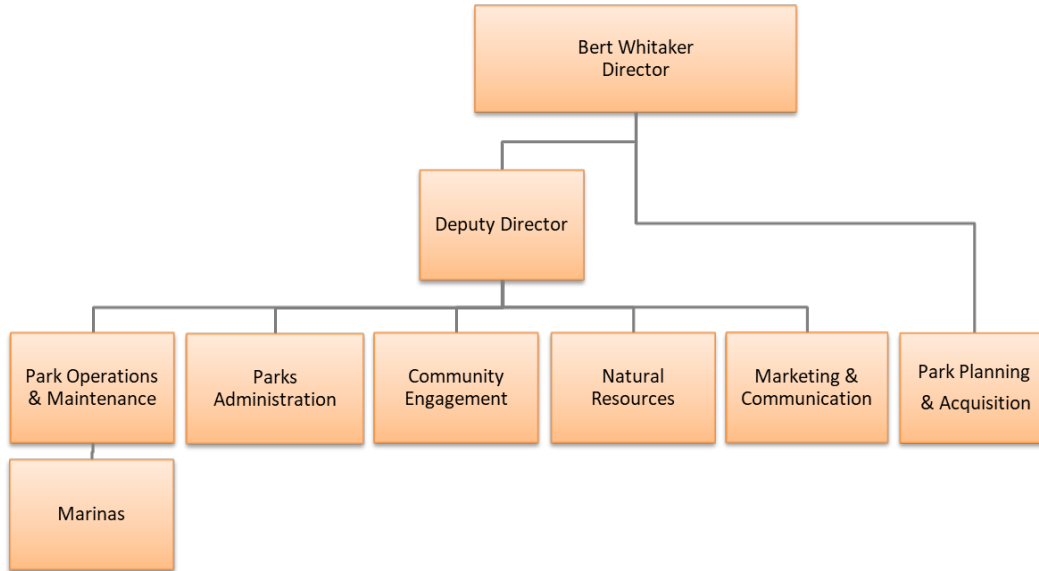 Bert Whitaker
Director
Deputy Director
Park Operations
& Maintenance
Parks
Administration
Community
Engagement
Natural
Resources
Marketing &
Communication
Park Planning
& Acquisition
Marinas